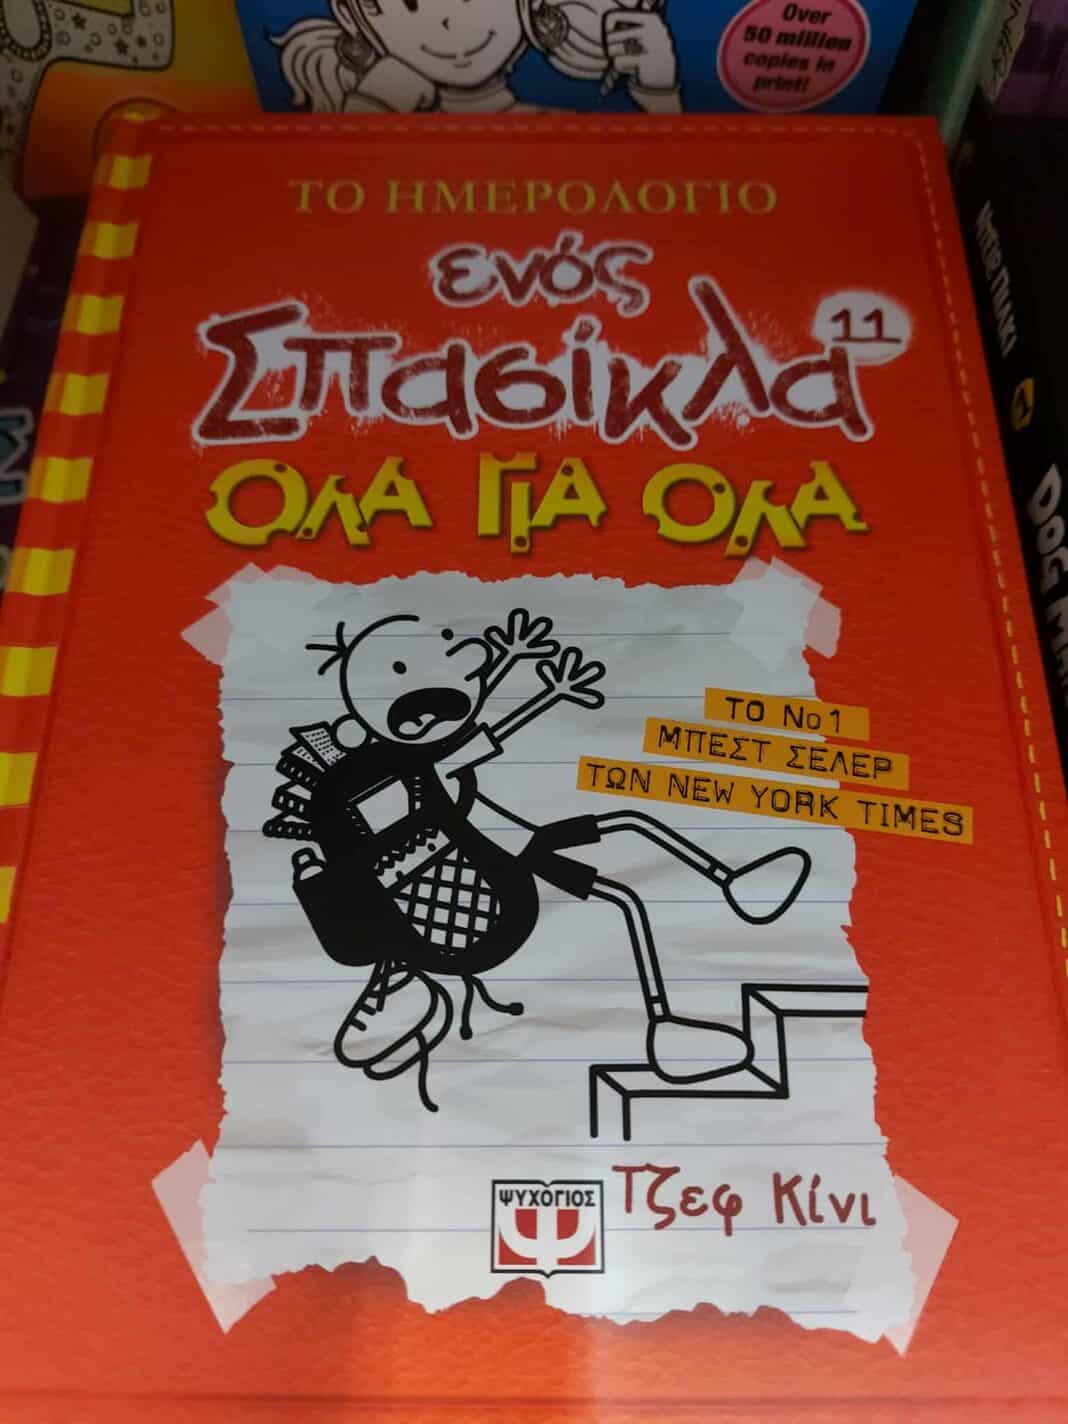 Over
50 million
copies in
print!
ΤΟ ΗΜΕΡΟΛΟΓΙΟ
ενός
Σπασίκλα 11
ΟΛΑ ΓΙΑ ΟΛΑ
ΤΟ Νο1
ΜΠΕΣΤ ΣΕΛΕΡ
ΤΩΝ NEW YORK TIMES
Τζεφ Κίνι
ΨΥΧΟΓΙΟΣ
DOG